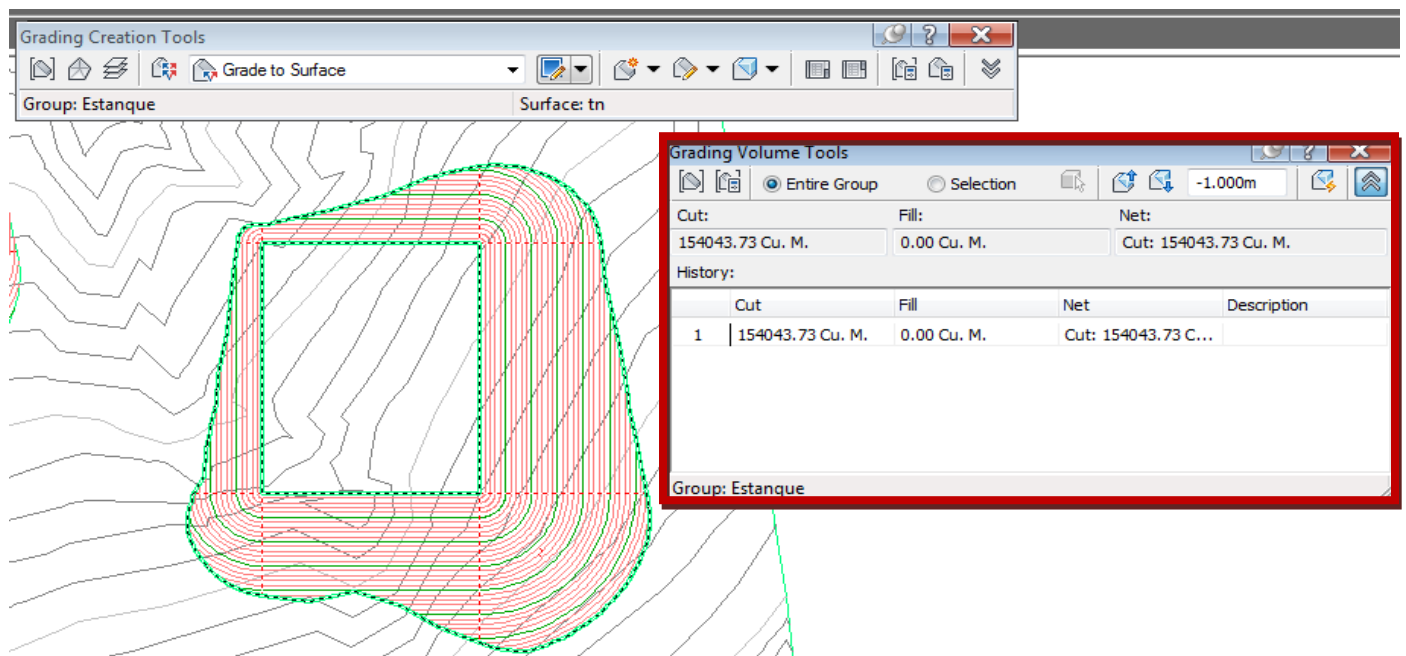 Grading Creation Tools
Grade to Surface
Group: Estanque Surface: tn
Grading Volume Tools
Entire Group Selection -1.000m
Cut: Fill: Net:
154043.73 Cu. M. 0.00 Cu. M. Cut: 154043.73 Cu. M.
History:
Cut Fill Net Description
1 154043.73 Cu. M. 0.00 Cu. M. Cut: 154043.73 C...
Group: Estanque